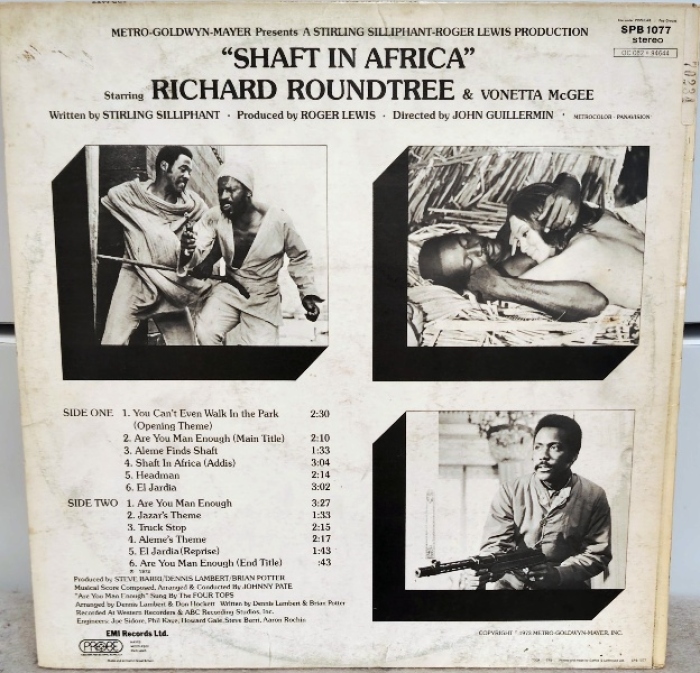 METRO-GOLDWYN-MAYER Presents A STIRLING SILLIPHANT-ROGER LEWIS PRODUCTION
SPB 1077
stereo
"SHAFT IN AFRICA"
Starring RICHARD ROUNDTREE & VONETTA McGEE
Written by STIRLING SILLIPHANT · Produced by ROGER LEWIS · Directed by JOHN GUILLERMIN · METROCOLOR · PANAVISION
SIDE ONE 1. You Can't Even Walk In the Park 2:30
(Opening Theme)
2. Are You Man Enough (Main Title) 2:10
3. Aleme Finds Shaft 1:33
4. Shaft In Africa (Addis) 3:04
5. Headman 2:14
6. El Jardia 3:02
SIDE TWO 1. Are You Man Enough 3:27
2. Jazar's Theme 1:33
3. Truck Stop 2:15
4. Aleme's Theme 2:17
5. El Jardia (Reprise) 1:43
6. Are You Man Enough (End Title) :43
Produced by STEVE BARRI/DENNIS LAMBERT/BRIAN POTTER
Musical Score Composed, Arranged & Conducted By JOHNNY PATE
"Are You Man Enough" Sung By The FOUR TOPS
Arranged by Dennis Lambert & Don Hockett Written by Dennis Lambert & Brian Potter
Recorded At Western Recorders & ABC Recording Studios, Inc.
Engineers: Joe Sidore, Phil Kaye, Howard Gale, Steve Barri, Aaron Rochin
EMI Records Ltd.
PROBE
COPYRIGHT © 1973 METRO-GOLDWYN-MAYER, INC.